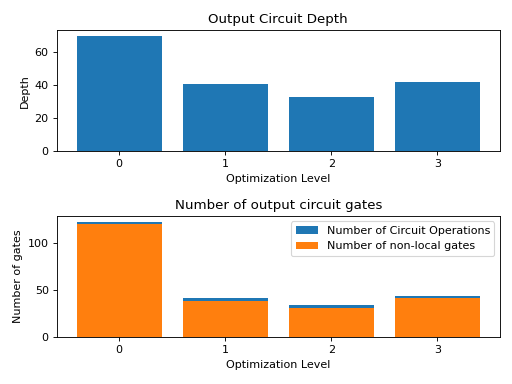 Output Circuit Depth
60
40
20
0
Depth
0 1 2 3
Optimization Level
Number of output circuit gates
100
50
0
Number of gates
Number of Circuit Operations
Number of non-local gates
0 1 2 3
Optimization Level